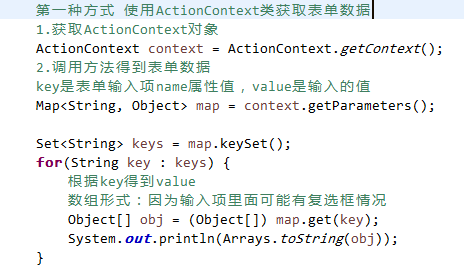 第一种方式 使用ActionContext类获取表单数据
1.获取ActionContext对象
ActionContext context = ActionContext.getContext();
2.调用方法得到表单数据
key是表单输入项name属性值，value是输入的值
Map<String, Object> map = context.getParameters();
Set<String> keys = map.keySet();
for(String key : keys) {
根据key得到value
数组形式：因为输入项里面可能有复选框情况
Object[] obj = (Object[]) map.get(key);
System.out.println(Arrays.toString(obj));
}